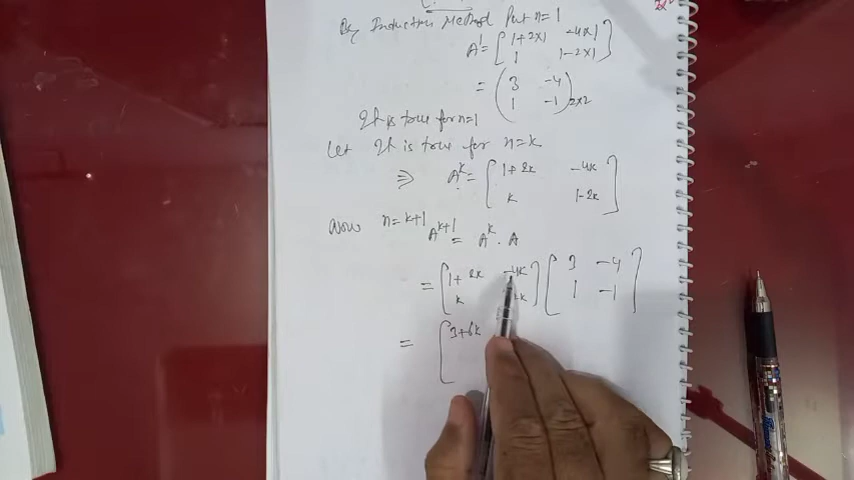 By Induction Method Put n=1
A¹ = [ 1+2×1 -4×1
1 1-2×1 ]
= ( 3 -4
1 -1 ) 2×2
It is true for n=1
Let It is true for n=k
⇒ Aᵏ = [ 1+2k -4k
k 1-2k ]
Now n=k+1 Aᵏ⁺¹ = Aᵏ . A
= [ 1+2k -4k ] [ 3 -4 ]
k 1 -1
= [ 3+6k